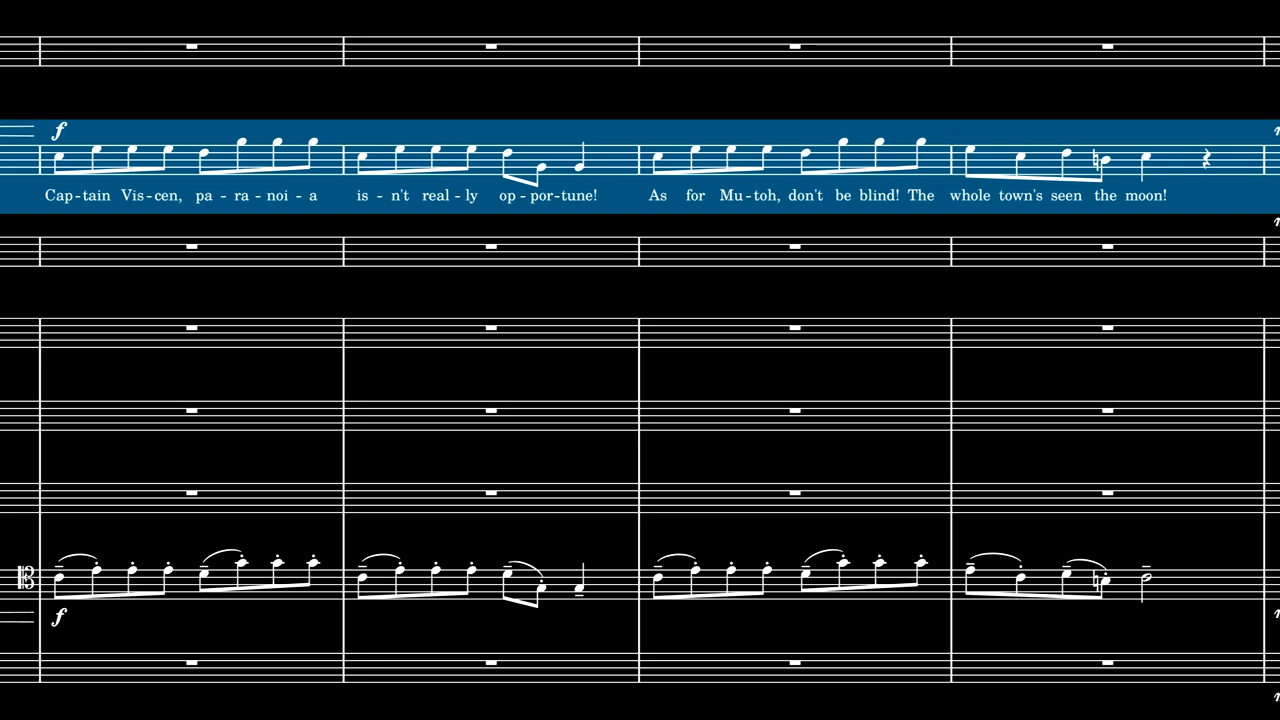 f
Cap-tain Vis-cen, pa-ra-noi-a is-n't real-ly op-por-tune! As for Mu-toh, don't be blind! The whole town's seen the moon!
f